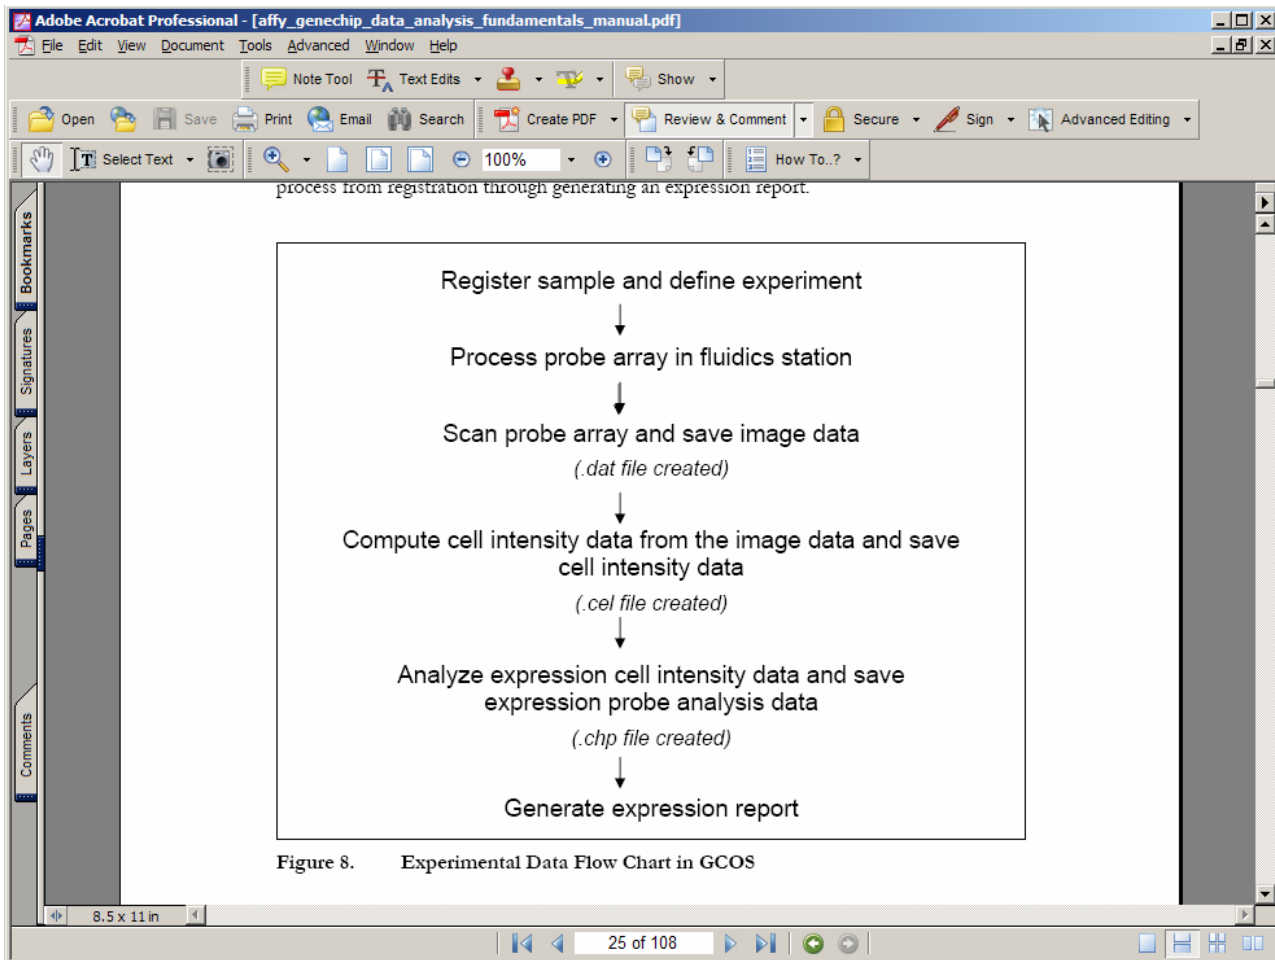 Adobe Acrobat Professional - [affy_genechip_data_analysis_fundamentals_manual.pdf]
File Edit View Document Tools Advanced Window Help
Note Tool Text Edits Show
Open Save Print Email Search Create PDF Review & Comment Secure Sign Advanced Editing
Select Text 100% How To..?
process from registration through generating an expression report.
Bookmarks
Signatures
Layers
Pages
Comments
Register sample and define experiment
Process probe array in fluidics station
Scan probe array and save image data
(.dat file created)
Compute cell intensity data from the image data and save
cell intensity data
(.cel file created)
Analyze expression cell intensity data and save
expression probe analysis data
(.chp file created)
Generate expression report
Figure 8. Experimental Data Flow Chart in GCOS
8.5 x 11 in
25 of 108